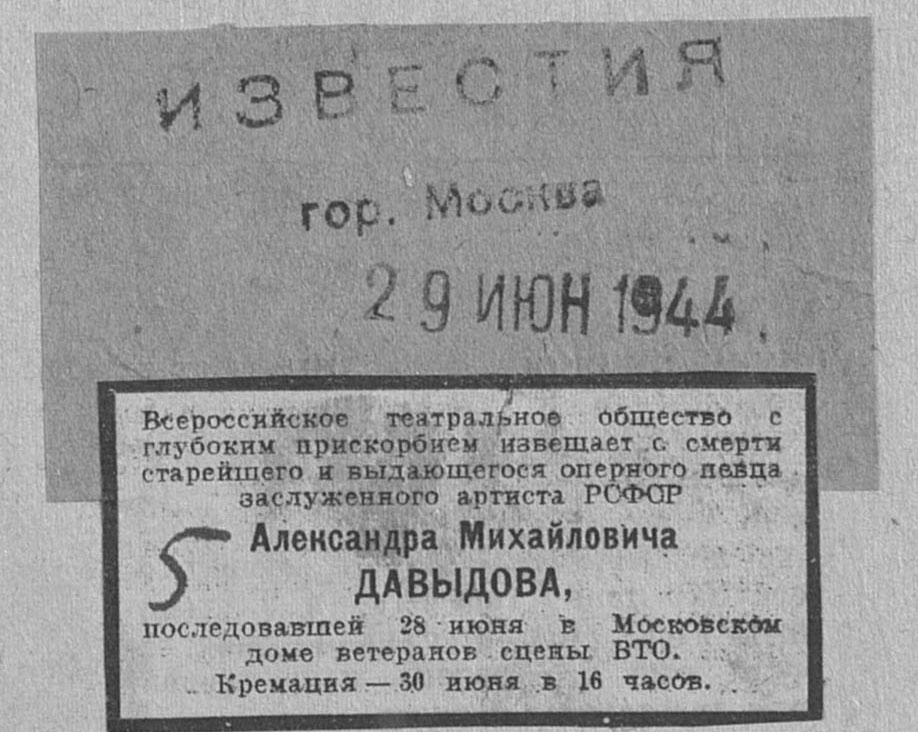 ИЗВЕСТИЯ
гор. Москва
29 ИЮН 1944
Всероссийское театральное общество с
глубоким прискорбием извещает о смерти
старейшего и выдающегося оперного певца
заслуженного артиста РСФСР
5 Александра Михайловича
ДАВЫДОВА,
последовавшей 28 июня в Московском
доме ветеранов сцены ВТО.
Кремация — 30 июня в 16 часов.